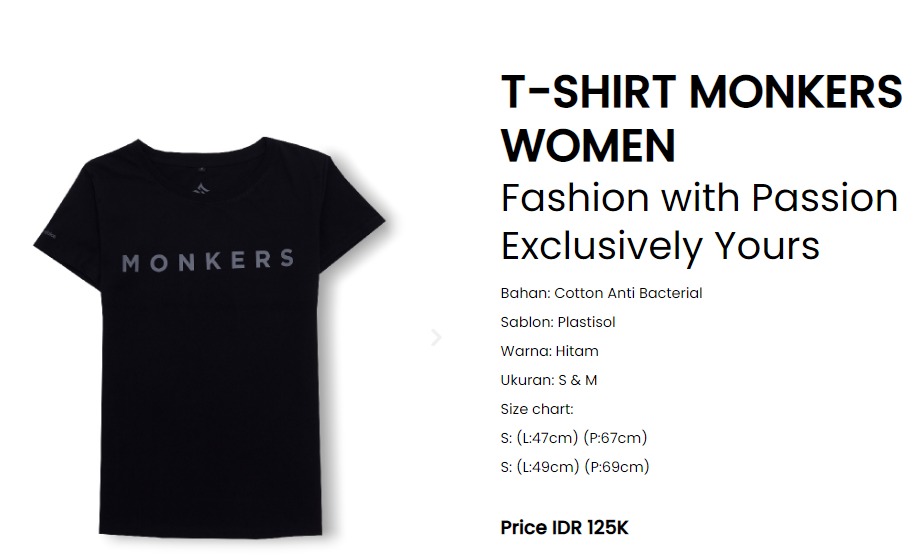 T-SHIRT MONKERS
WOMEN
Fashion with Passion
Exclusively Yours
Bahan: Cotton Anti Bacterial
Sablon: Plastisol
Warna: Hitam
Ukuran: S & M
Size chart:
S: (L:47cm) (P:67cm)
S: (L:49cm) (P:69cm)
Price IDR 125K
MONKERS